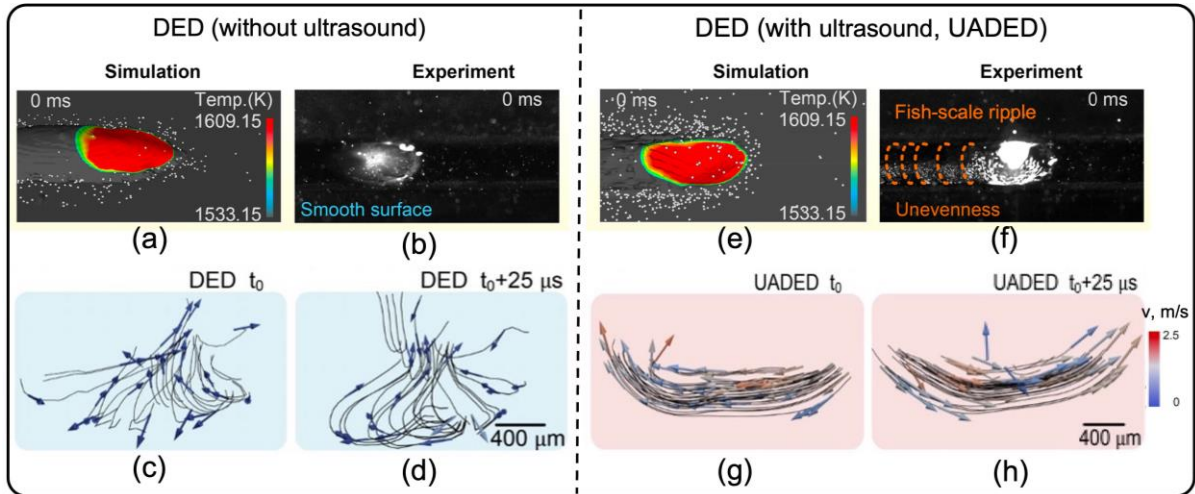 DED (without ultrasound)
Simulation
Experiment
0 ms
Temp.(K)
1609.15
1533.15
(a)
0 ms
Smooth surface
(b)
DED t₀
(c)
DED t₀+25 μs
400 μm
(d)
DED (with ultrasound, UADED)
Simulation
Experiment
0 ms
Temp.(K)
1609.15
1533.15
(e)
0 ms
Fish-scale ripple
Unevenness
(f)
UADED t₀
(g)
UADED t₀+25 μs
400 μm
(h)
v, m/s
2.5
0